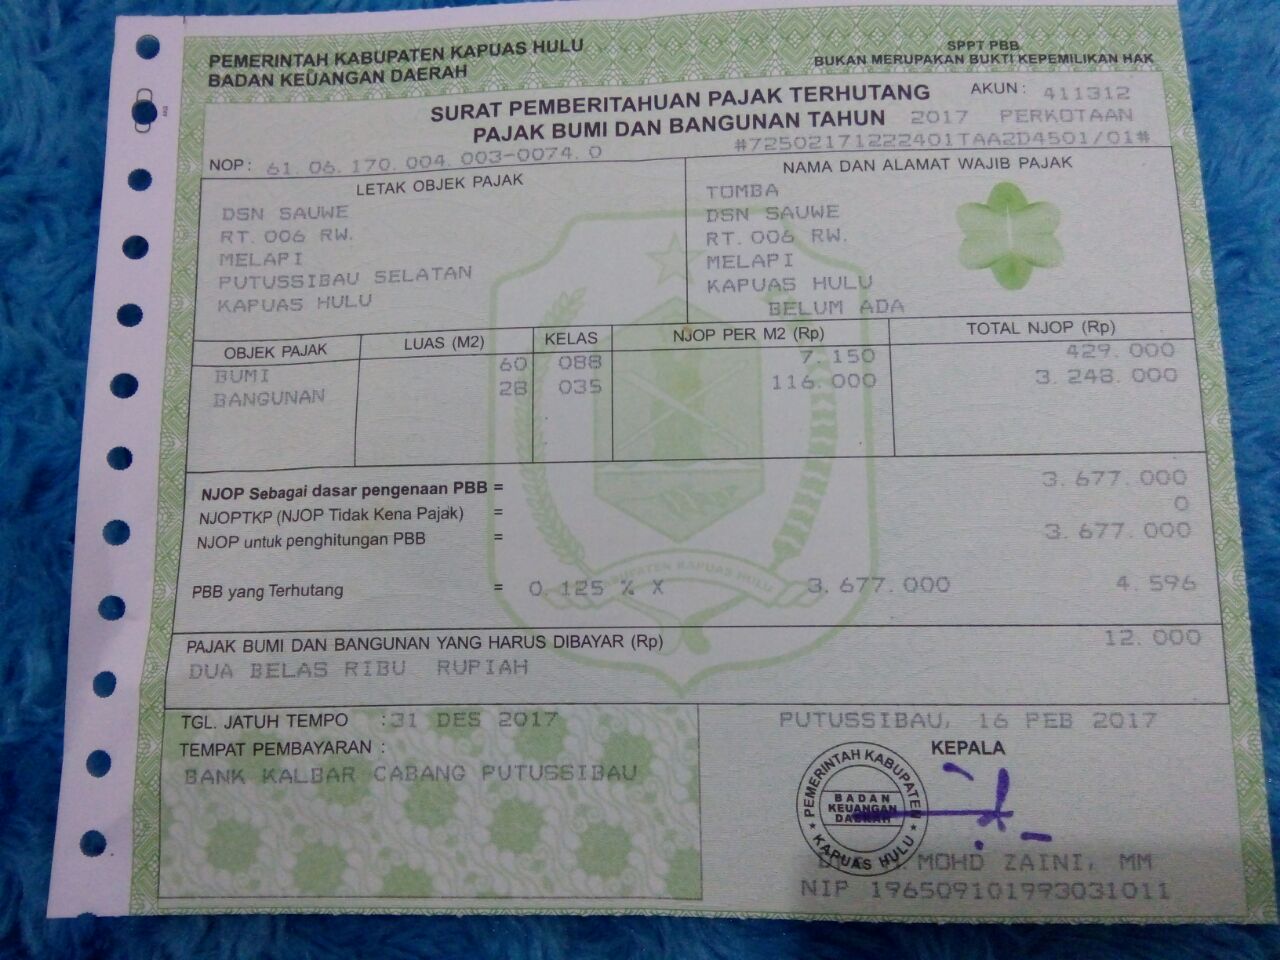 PEMERINTAH KABUPATEN KAPUAS HULU
BADAN KEUANGAN DAERAH
SPPT PBB
BUKAN MERUPAKAN BUKTI KEPEMILIKAN HAK
SURAT PEMBERITAHUAN PAJAK TERHUTANG
AKUN : 411312
PAJAK BUMI DAN BANGUNAN TAHUN 2017 PERKOTAAN
#72502171222401TAA2D4501/01#
NOP : 61.06.170.004.003-0074.0
LETAK OBJEK PAJAK
DSN SAUWE
RT.006 RW.
MELAPI
PUTUSSIBAU SELATAN
KAPUAS HULU
NAMA DAN ALAMAT WAJIB PAJAK
TOMBA
DSN SAUWE
RT.006 RW.
MELAPI
KAPUAS HULU
BELUM ADA
OBJEK PAJAK LUAS (M2) KELAS NJOP PER M2 (Rp) TOTAL NJOP (Rp)
BUMI 60 088 7.150 429.000
BANGUNAN 28 035 116.000 3.248.000
NJOP Sebagai dasar pengenaan PBB = 3.677.000
NJOPTKP (NJOP Tidak Kena Pajak) = 0
NJOP untuk penghitungan PBB = 3.677.000
PBB yang Terhutang = 0.125 % X 3.677.000 4.596
KABUPATEN KAPUAS HULU
PAJAK BUMI DAN BANGUNAN YANG HARUS DIBAYAR (Rp) 12.000
DUA BELAS RIBU RUPIAH
TGL. JATUH TEMPO : 31 DES 2017
TEMPAT PEMBAYARAN :
BANK KALBAR CABANG PUTUSSIBAU
PUTUSSIBAU, 16 PEB 2017
KEPALA
PEMERINTAH KABUPATEN
BADAN
KEUANGAN
DAERAH
KAPUAS HULU
MOHD ZAINI, MM
NIP 196509101993031011